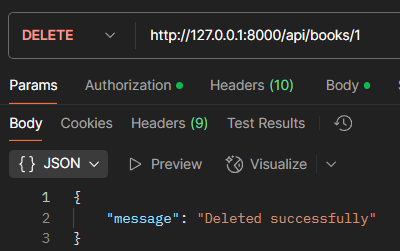 DELETE http://127.0.0.1:8000/api/books/1
Params Authorization Headers (10) Body
Body Cookies Headers (9) Test Results
{} JSON Preview Visualize
1 {
2 "message": "Deleted successfully"
3 }